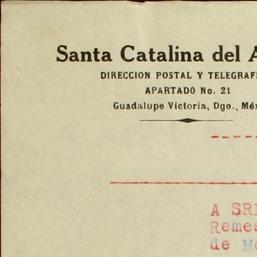 Santa Catalina del A
DIRECCION POSTAL Y TELEGRAFI
APARTADO No. 21
Guadalupe Victoria, Dgo., Méx
A SR
Remes
de M